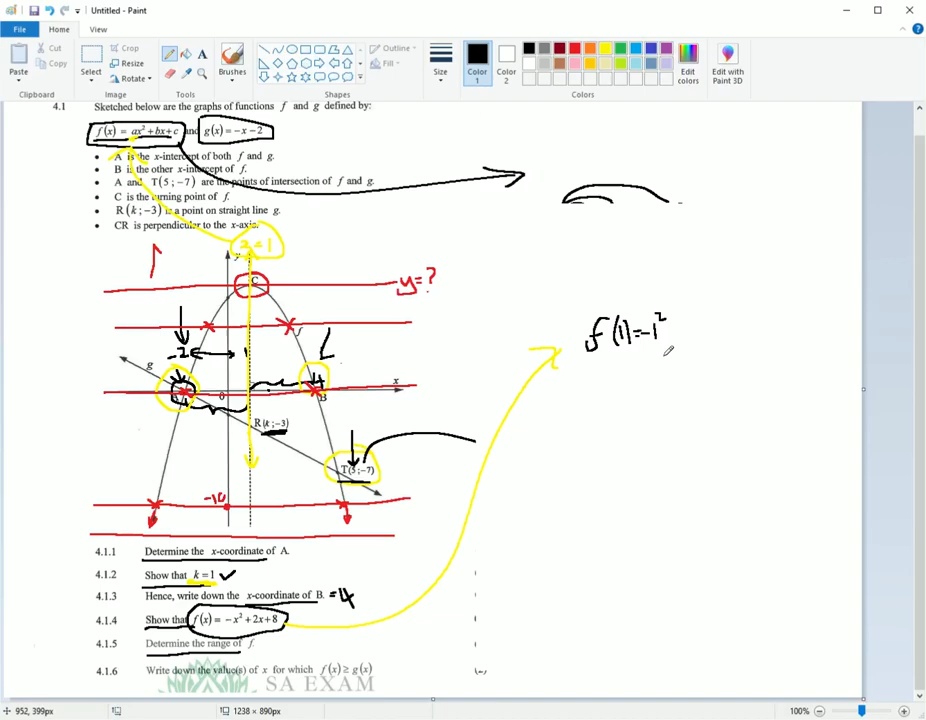 Untitled - Paint
File Home View
Paste Cut Copy Select Crop Resize Rotate Brushes Outline Fill Size Color 1 Color 2 Edit colors Edit with Paint 3D
Clipboard Image Tools Shapes Colors
4.1 Sketched below are the graphs of functions f and g defined by:
f(x) = ax² + bx + c and g(x) = −x − 2
• A is the x-intercept of both f and g.
• B is the other x-intercept of f.
• A and T(5 ; −7) are the points of intersection of f and g.
• C is the turning point of f.
• R(k ; −3) is a point on straight line g.
• CR is perpendicular to the x-axis.
x=1
y
C
y=?
f
f(1)=-1²
-2 1 4
g
x
A 0 B
R(k ; −3)
T(5 ; −7)
-10
4.1.1 Determine the x-coordinate of A.
4.1.2 Show that k = 1
4.1.3 Hence, write down the x-coordinate of B. =4
4.1.4 Show that f(x) = −x² + 2x + 8
4.1.5 Determine the range of f.
4.1.6 Write down the value(s) of x for which f(x) ≥ g(x)
SA EXAM
952, 399px 1238 × 890px 100%